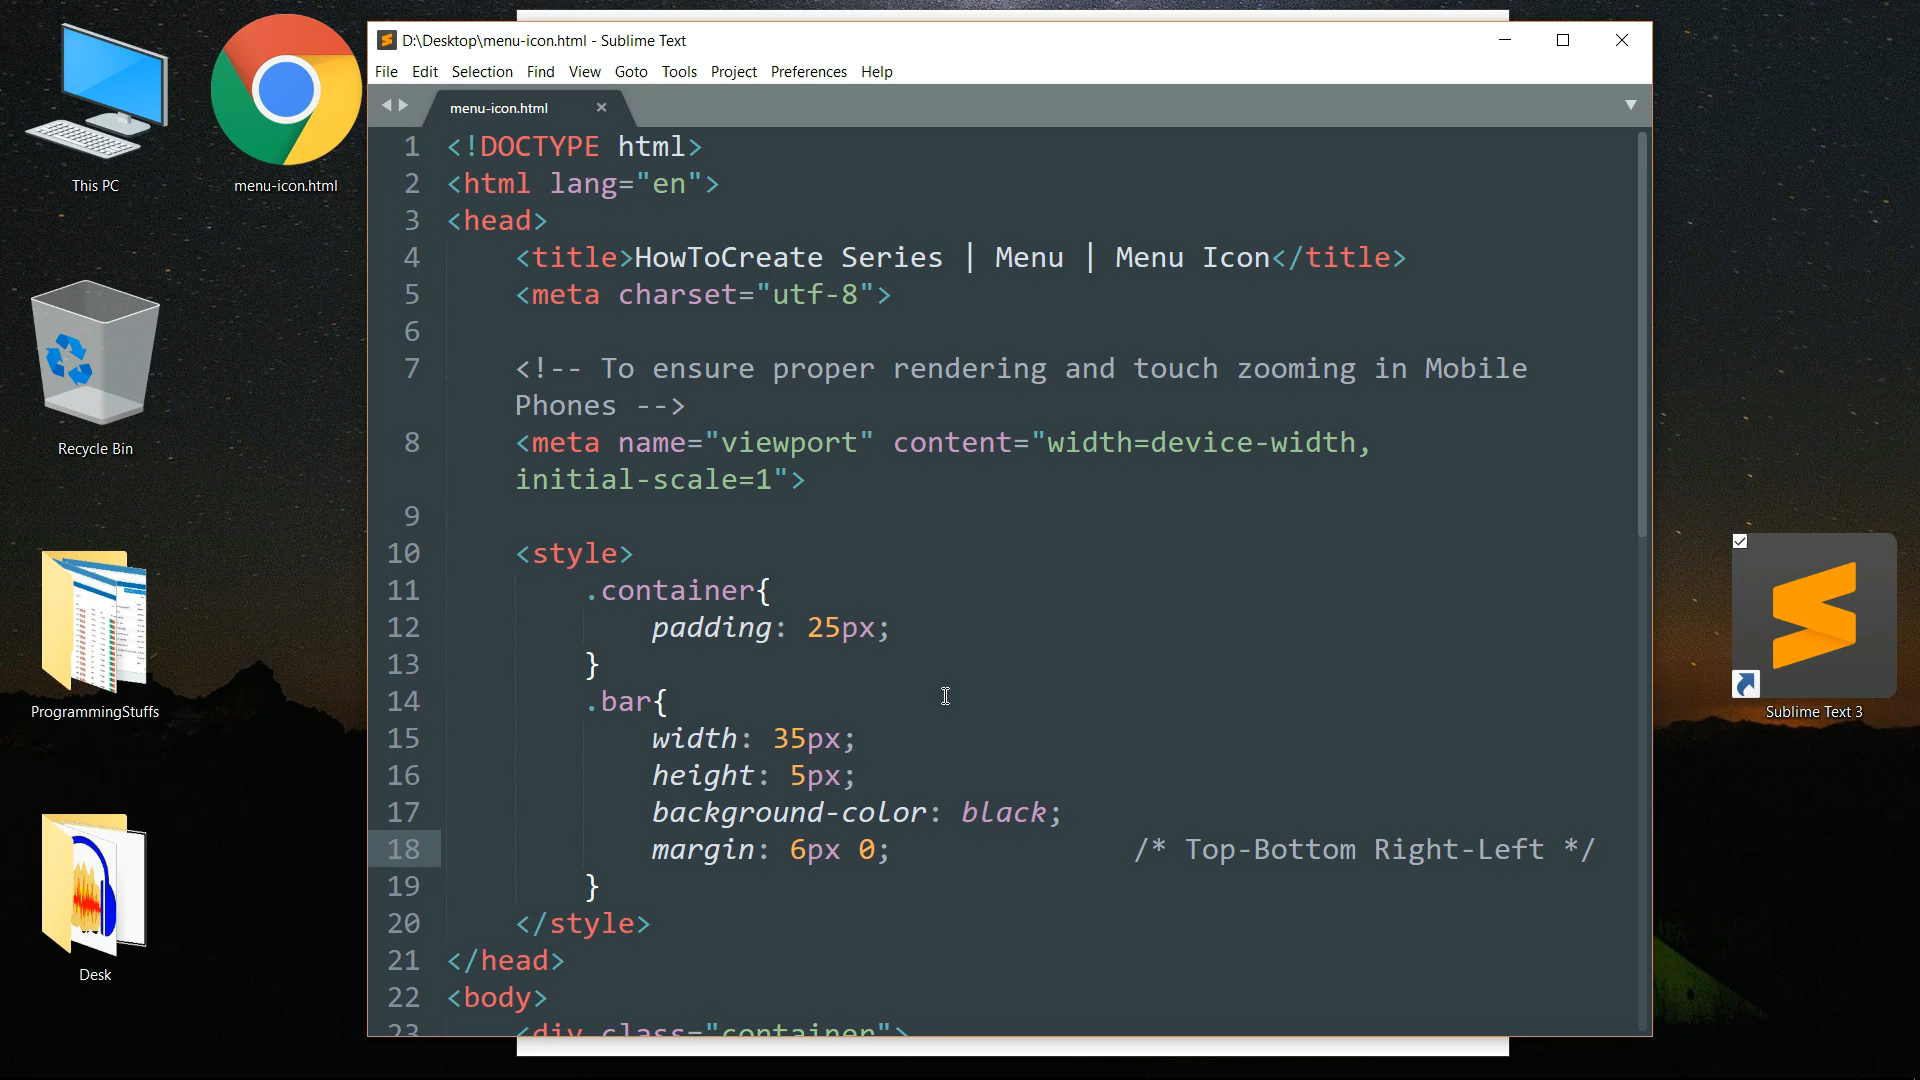 D:\Desktop\menu-icon.html - Sublime Text
File Edit Selection Find View Goto Tools Project Preferences Help
menu-icon.html
1 <!DOCTYPE html>
2 <html lang="en">
3 <head>
4 <title>HowToCreate Series | Menu | Menu Icon</title>
5 <meta charset="utf-8">
6
7 <!-- To ensure proper rendering and touch zooming in Mobile
Phones -->
8 <meta name="viewport" content="width=device-width,
initial-scale=1">
9
10 <style>
11 .container{
12 padding: 25px;
13 }
14 .bar{
15 width: 35px;
16 height: 5px;
17 background-color: black;
18 margin: 6px 0; /* Top-Bottom Right-Left */
19 }
20 </style>
21 </head>
22 <body>
23 <div class="container">
This PC
menu-icon.html
Recycle Bin
ProgrammingStuffs
Desk
Sublime Text 3